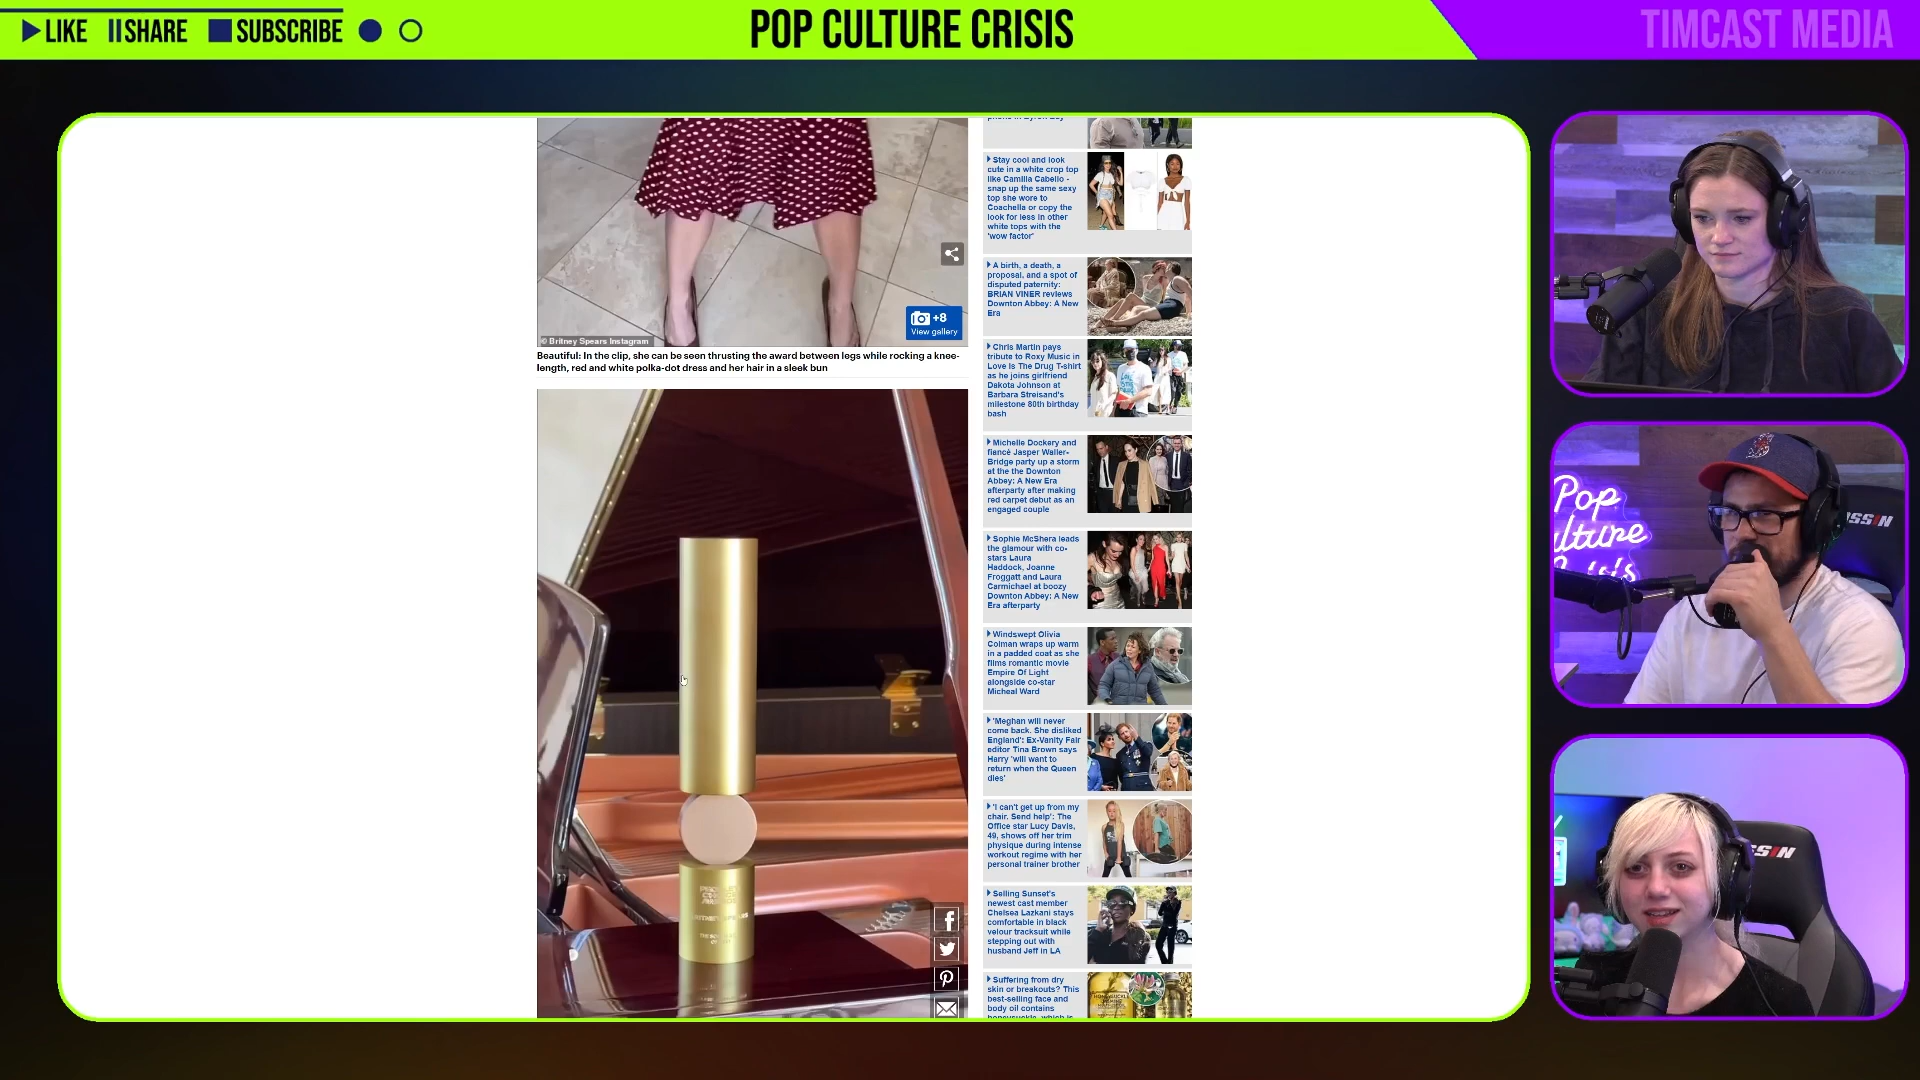 LIKE SHARE SUBSCRIBE
POP CULTURE CRISIS
TIMCAST MEDIA
© Britney Spears Instagram
+8
View gallery
Beautiful: In the clip, she can be seen thrusting the award between legs while rocking a knee-
length, red and white polka-dot dress and her hair in a sleek bun
Stay cool and look
cute in a white crop top
like Camilla Cabello -
snap up the same sexy
top she wore to
Coachella or copy the
look for less in other
white tops with the
'wow factor'
A birth, a death, a
proposal, and a spot of
disputed paternity:
BRIAN VINER reviews
Downton Abbey: A New
Era
Chris Martin pays
tribute to Roxy Music in
Love Is The Drug T-shirt
as he joins girlfriend
Dakota Johnson at
Barbara Streisand's
milestone 80th birthday
bash
Michelle Dockery and
fiancé Jasper Waller-
Bridge party up a storm
at the the Downton
Abbey: A New Era
afterparty after making
red carpet debut as an
engaged couple
Sophie McShera leads
the glamour with co-
stars Laura
Haddock, Joanne
Froggatt and Laura
Carmichael at boozy
Downton Abbey: A New
Era afterparty
Windswept Olivia
Colman wraps up warm
in a padded coat as she
films romantic movie
Empire Of Light
alongside co-star
Micheal Ward
'Meghan will never
come back. She disliked
England': Ex-Vanity Fair
editor Tina Brown says
Harry 'will want to
return when the Queen
dies'
'I can't get up from my
chair. Send help': The
Office star Lucy Davis,
49, shows off her trim
physique during intense
workout regime with her
personal trainer brother
Selling Sunset's
newest cast member
Chelsea Lazkani stays
comfortable in black
velour tracksuit while
stepping out with
husband Jeff in LA
Suffering from dry
skin or breakouts? This
best-selling face and
body oil contains
honeysuckle, which is
Pop
ulture
SSIN
SSIN